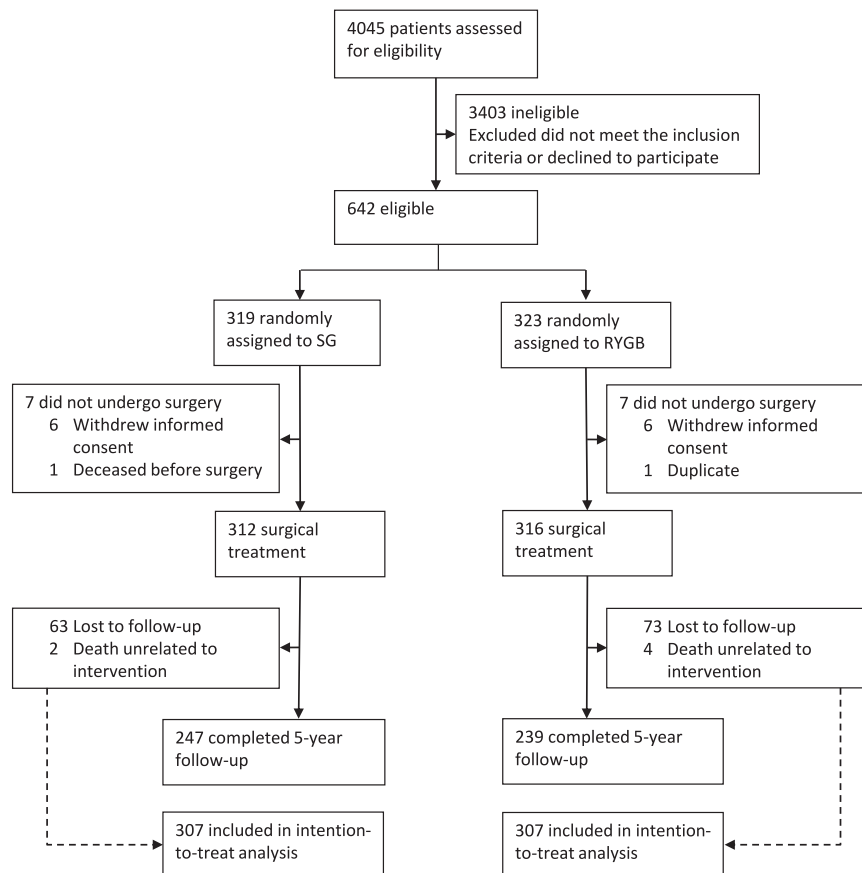 4045 patients assessed
for eligibility
3403 ineligible
Excluded did not meet the inclusion
criteria or declined to participate
642 eligible
319 randomly
assigned to SG
323 randomly
assigned to RYGB
7 did not undergo surgery
6 Withdrew informed
consent
1 Deceased before surgery
7 did not undergo surgery
6 Withdrew informed
consent
1 Duplicate
312 surgical
treatment
316 surgical
treatment
63 Lost to follow-up
2 Death unrelated to
intervention
73 Lost to follow-up
4 Death unrelated to
intervention
247 completed 5-year
follow-up
239 completed 5-year
follow-up
307 included in intention-
to-treat analysis
307 included in intention-
to-treat analysis